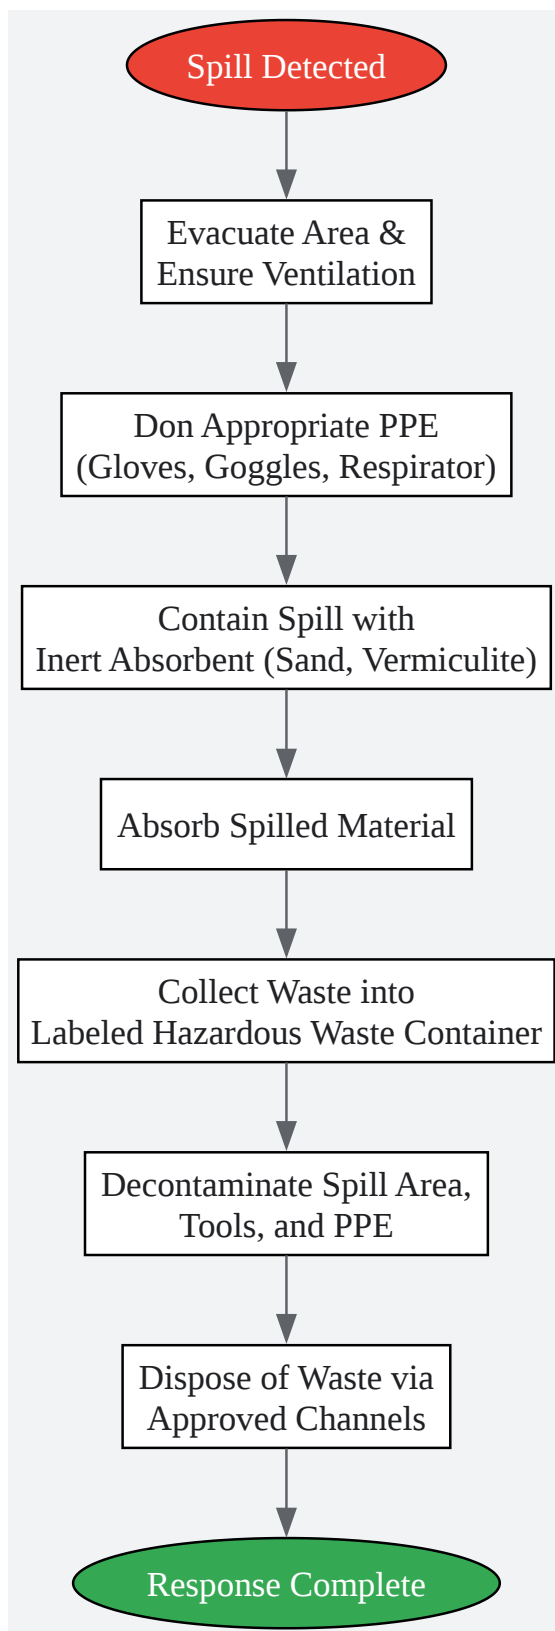 Spill Detected
Evacuate Area &
Ensure Ventilation
Don Appropriate PPE
(Gloves, Goggles, Respirator)
Contain Spill with
Inert Absorbent (Sand, Vermiculite)
Absorb Spilled Material
Collect Waste into
Labeled Hazardous Waste Container
Decontaminate Spill Area,
Tools, and PPE
Dispose of Waste via
Approved Channels
Response Complete